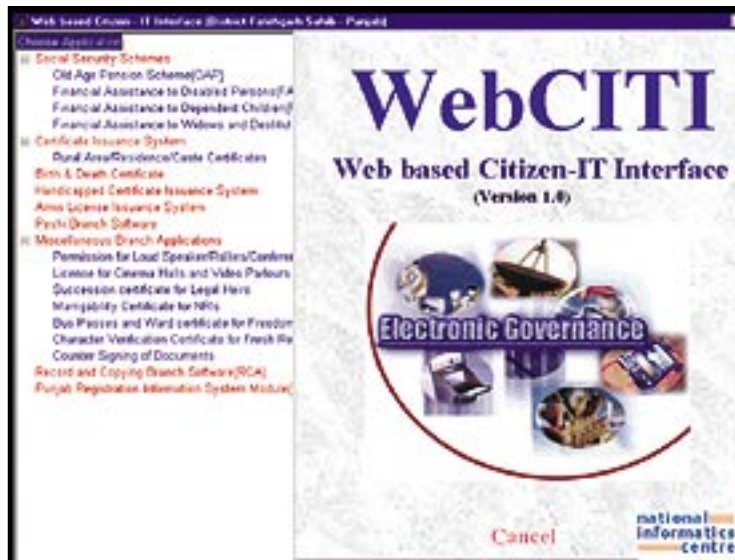 Web based Citizen - IT Interface (District Fatehgarh Sahib - Punjab)
Choose Application
Social Security Schemes
Old Age Pension Scheme(OAP)
Financial Assistance to Disabled Persons(FA
Financial Assistance to Dependent Children(
Financial Assistance to Widows and Destitut
Certificate Issuance System
Rural Area/Residence/Caste Certificates
Birth & Death Certificate
Handicapped Certificate Issuance System
Arms License Issuance System
Peshi Branch Software
Miscellaneous Branch Applications
Permission for Loud Speaker/Rallies/Confere
License for Cinema Halls and Video Parlours
Succession certificate for Legal Heirs
Marriageability Certificate for NRIs
Bus Passes and Ward certificate for Freedom
Character Verification Certificate for Fresh Re
Counter Signing of Documents
Record and Copying Branch Software(RCA)
Punjab Registration Information System Module(
WebCITI
Web based Citizen-IT Interface
(Version 1.0)
Electronic Governance
Cancel
national
informatics
centre